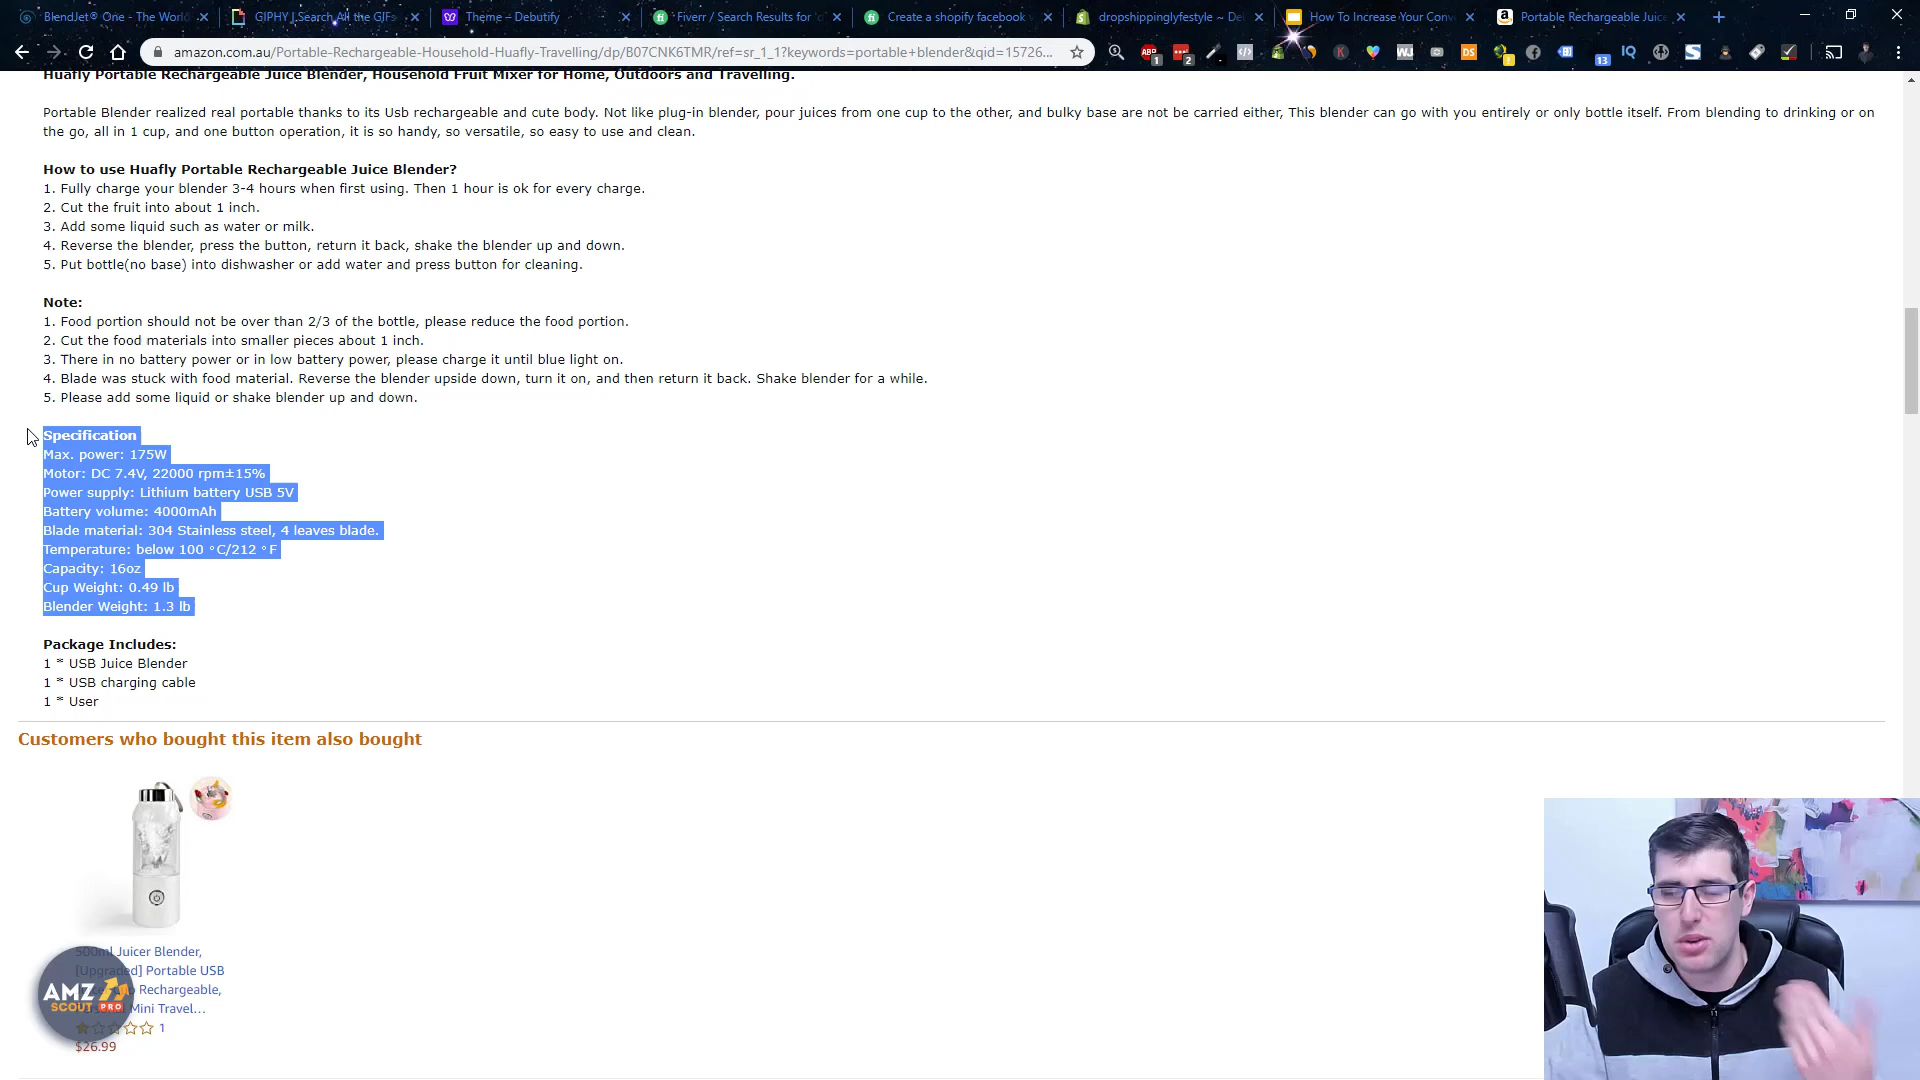 BlendJet® One - The World
GIPHY | Search All the GIFs
Theme – Debutify
Fiverr / Search Results for 'd
Create a shopify facebook v
dropshippinglyfestyle ~ De
How To Increase Your Conv
Portable Rechargeable Juice
amazon.com.au/Portable-Rechargeable-Household-Huafly-Travelling/dp/B07CNK6TMR/ref=sr_1_1?keywords=portable+blender&qid=15726...
Huafly Portable Rechargeable Juice Blender, Household Fruit Mixer for Home, Outdoors and Travelling.
Portable Blender realized real portable thanks to its Usb rechargeable and cute body. Not like plug-in blender, pour juices from one cup to the other, and bulky base are not be carried either, This blender can go with you entirely or only bottle itself. From blending to drinking or on
the go, all in 1 cup, and one button operation, it is so handy, so versatile, so easy to use and clean.
How to use Huafly Portable Rechargeable Juice Blender?
1. Fully charge your blender 3-4 hours when first using. Then 1 hour is ok for every charge.
2. Cut the fruit into about 1 inch.
3. Add some liquid such as water or milk.
4. Reverse the blender, press the button, return it back, shake the blender up and down.
5. Put bottle(no base) into dishwasher or add water and press button for cleaning.
Note:
1. Food portion should not be over than 2/3 of the bottle, please reduce the food portion.
2. Cut the food materials into smaller pieces about 1 inch.
3. There in no battery power or in low battery power, please charge it until blue light on.
4. Blade was stuck with food material. Reverse the blender upside down, turn it on, and then return it back. Shake blender for a while.
5. Please add some liquid or shake blender up and down.
Specification
Max. power: 175W
Motor: DC 7.4V, 22000 rpm±15%
Power supply: Lithium battery USB 5V
Battery volume: 4000mAh
Blade material: 304 Stainless steel, 4 leaves blade.
Temperature: below 100 °C/212 °F
Capacity: 16oz
Cup Weight: 0.49 lb
Blender Weight: 1.3 lb
Package Includes:
1 * USB Juice Blender
1 * USB charging cable
1 * User
Customers who bought this item also bought
500ml Juicer Blender,
[Upgraded] Portable USB
Rechargeable,
Mini Travel...
1
$26.99
AMZ
SCOUT PRO